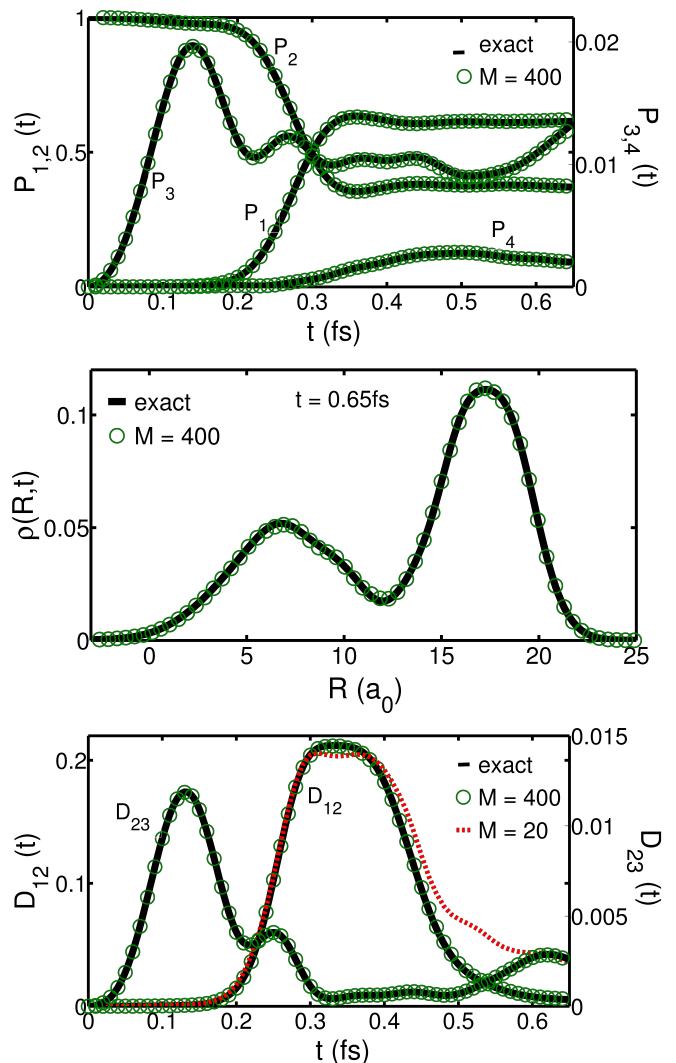 1
0.5
0
P1,2 (t)
0.02
0.01
0
P3,4 (t)
exact
M = 400
P2
P3
P1
P4
0 0.1 0.2 0.3 0.4 0.5 0.6
t (fs)
0.1
0.05
0
ρ(R,t)
exact
M = 400
t = 0.65fs
0 5 10 15 20 25
R (a0)
0.2
0.1
0
D12 (t)
0.015
0.01
0.005
0
D23 (t)
exact
M = 400
M = 20
D23
D12
0 0.1 0.2 0.3 0.4 0.5 0.6
t (fs)